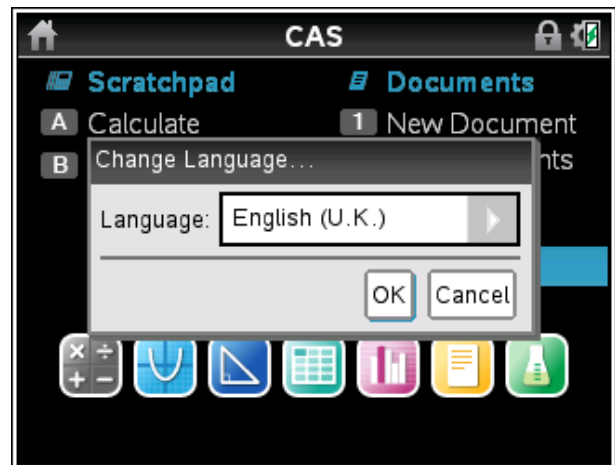 CAS
Scratchpad
Documents
A Calculate
1 New Document
B
nts
Change Language...
Language: English (U.K.)
OK Cancel